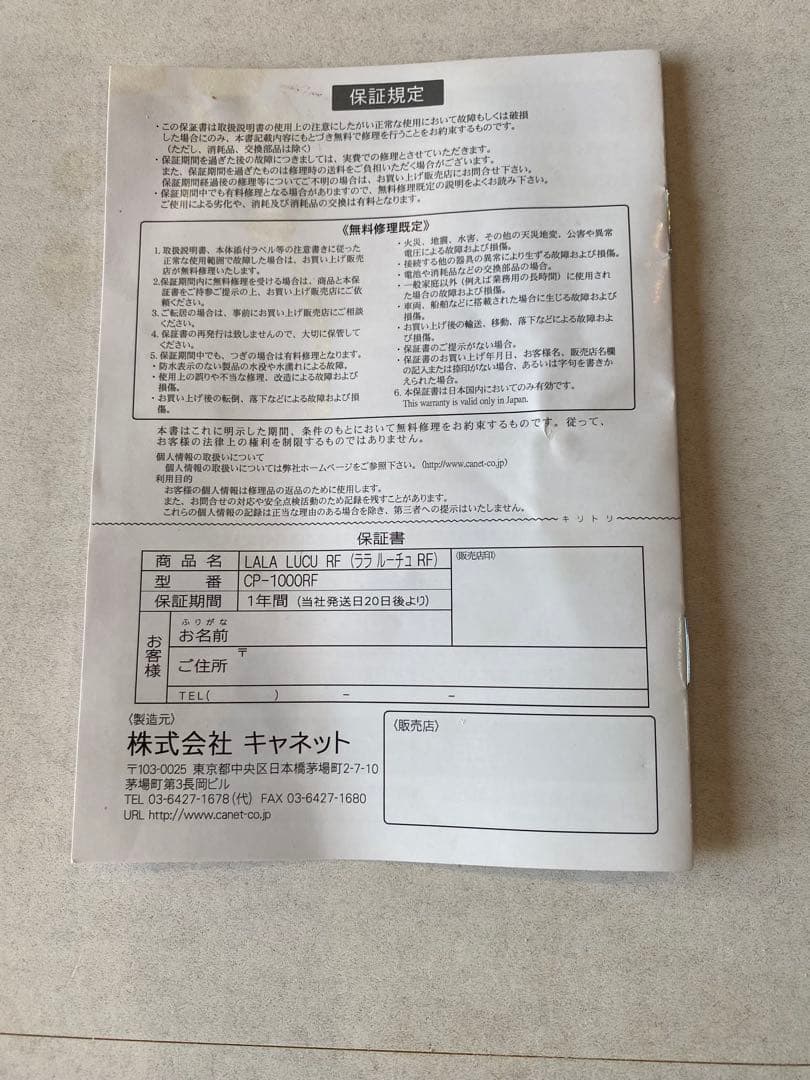 保証規定
・この保証書は取扱説明書の使用上の注意にしたがい正常な使用において故障もしくは破損
した場合にのみ、本書記載内容にもとづき無料で修理を行うことをお約束するものです。
(ただし、消耗品、交換部品は除く)
・保証期間を過ぎた後の故障につきましては、実費での修理とさせていただきます。
また、保証期間を過ぎたものは修理時の送料をご負担いただく場合がございます。
保証期間経過後の修理等についてご不明の場合は、お買い上げ販売店にお問合せ下さい。
・保証期間中でも有料修理となる場合がありますので、無料修理既定の説明をよくお読み下さい。
ご使用による劣化や、消耗及び消耗品の交換は有料となります。
《無料修理既定》
1. 取扱説明書、本体添付ラベル等の注意書きに従った
正常な使用範囲で故障した場合は、お買い上げ販売
店が無料修理いたします。
2.保証期間内に無料修理を受ける場合は、商品と本保
証書をご持参ご提示の上、お買い上げ販売店にご依
頼ください。
3. ご転居の場合は、事前にお買い上げ販売店にご相談
ください。
4. 保証書の再発行は致しませんので、大切に保管して
ください。
5. 保証期間中でも、つぎの場合は有料修理となります。
・防水表示のない製品の水没や水濡れによる故障。
・使用上の誤りや不当な修理、改造による故障および
損傷。
・お買い上げ後の転倒、落下などによる故障および損
傷。
・火災、地震、水害、その他の天災地変、公害や異常
電圧による故障および損傷。
・接続する他の器具の異常により生ずる故障および損傷。
・電池や消耗品などの交換部品の場合。
・一般家庭以外(例えば業務用の長時間)に使用され
た場合の故障および損傷。
・車両、船舶などに搭載された場合に生じる故障および
損傷。
・お買い上げ後の輸送、移動、落下などによる故障およ
び損傷。
・保証書のご提示がない場合。
・保証書のお買い上げ年月日、お客様名、販売店名欄
の記入または捺印がない場合、あるいは字句を書きか
えられた場合。
6. 本保証書は日本国内においてのみ有効です。
This warranty is valid only in Japan.
本書はこれに明示した期間、条件のもとにおいて無料修理をお約束するものです。従って、
お客様の法律上の権利を制限するものではありません。
個人情報の取扱いについて
個人情報の取扱いについては弊社ホームページをご参照下さい。(http://www.canet-co.jp)
利用目的
お客様の個人情報は修理品の返品のために使用します。
また、お問合せの対応や安全点検活動のため記録を残すことがあります。
これらの個人情報の記録は正当な理由のある場合を除き、第三者への提示はいたしません。
キリトリ
保証書
商品名 LALA LUCU RF (ララ ルーチュ RF)
(販売店印)
型番 CP-1000RF
保証期間 1年間 (当社発送日20日後より)
お客様
ふりがな
お名前
〒
ご住所
TEL( ) - -
〈製造元〉
株式会社 キャネット
〒103-0025 東京都中央区日本橋茅場町2-7-10
茅場町第3長岡ビル
TEL 03-6427-1678(代) FAX 03-6427-1680
URL http://www.canet-co.jp
〈販売店〉